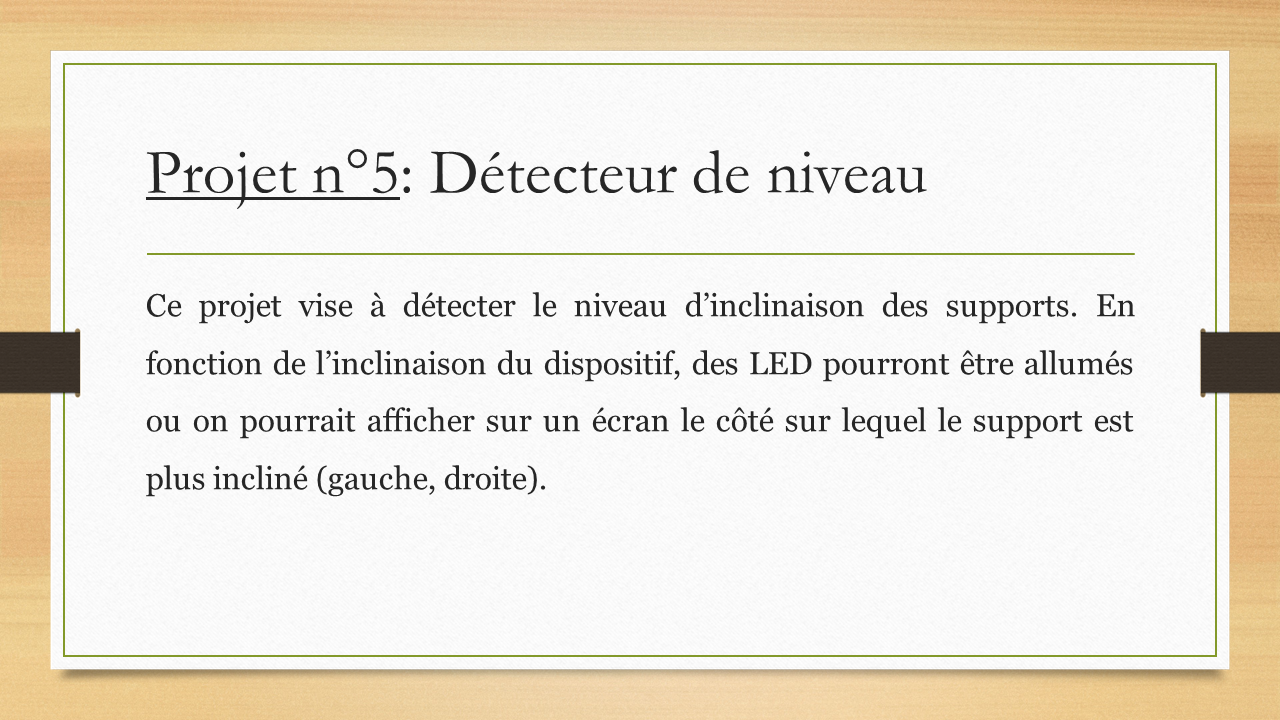 Projet n°5: Détecteur de niveau
Ce projet vise à détecter le niveau d’inclinaison des supports. En
fonction de l’inclinaison du dispositif, des LED pourront être allumés
ou on pourrait afficher sur un écran le côté sur lequel le support est
plus incliné (gauche, droite).